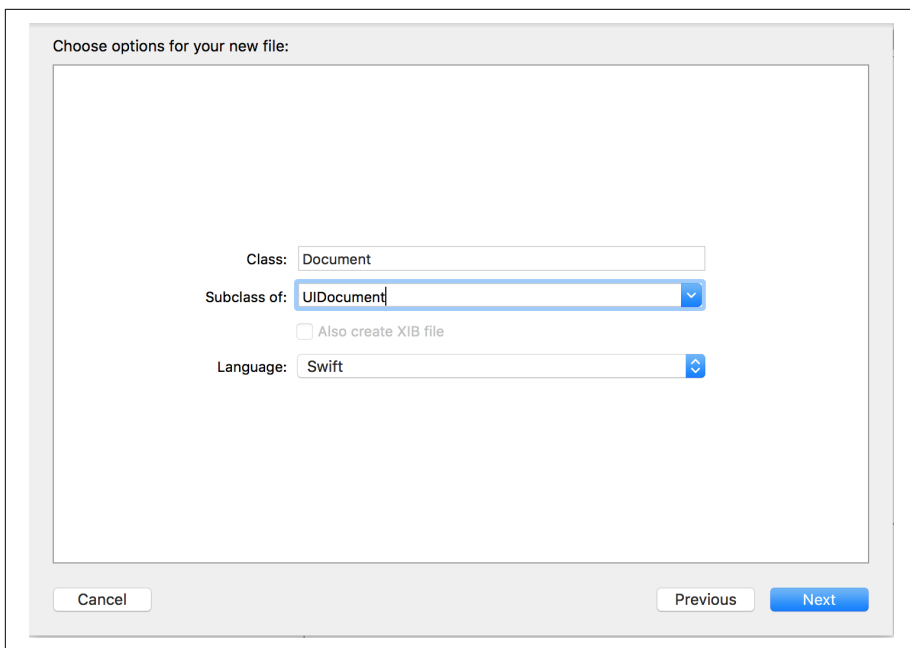 Choose options for your new file:
Class: Document
Subclass of: UIDocument
Also create XIB file
Language: Swift
Cancel Previous Next